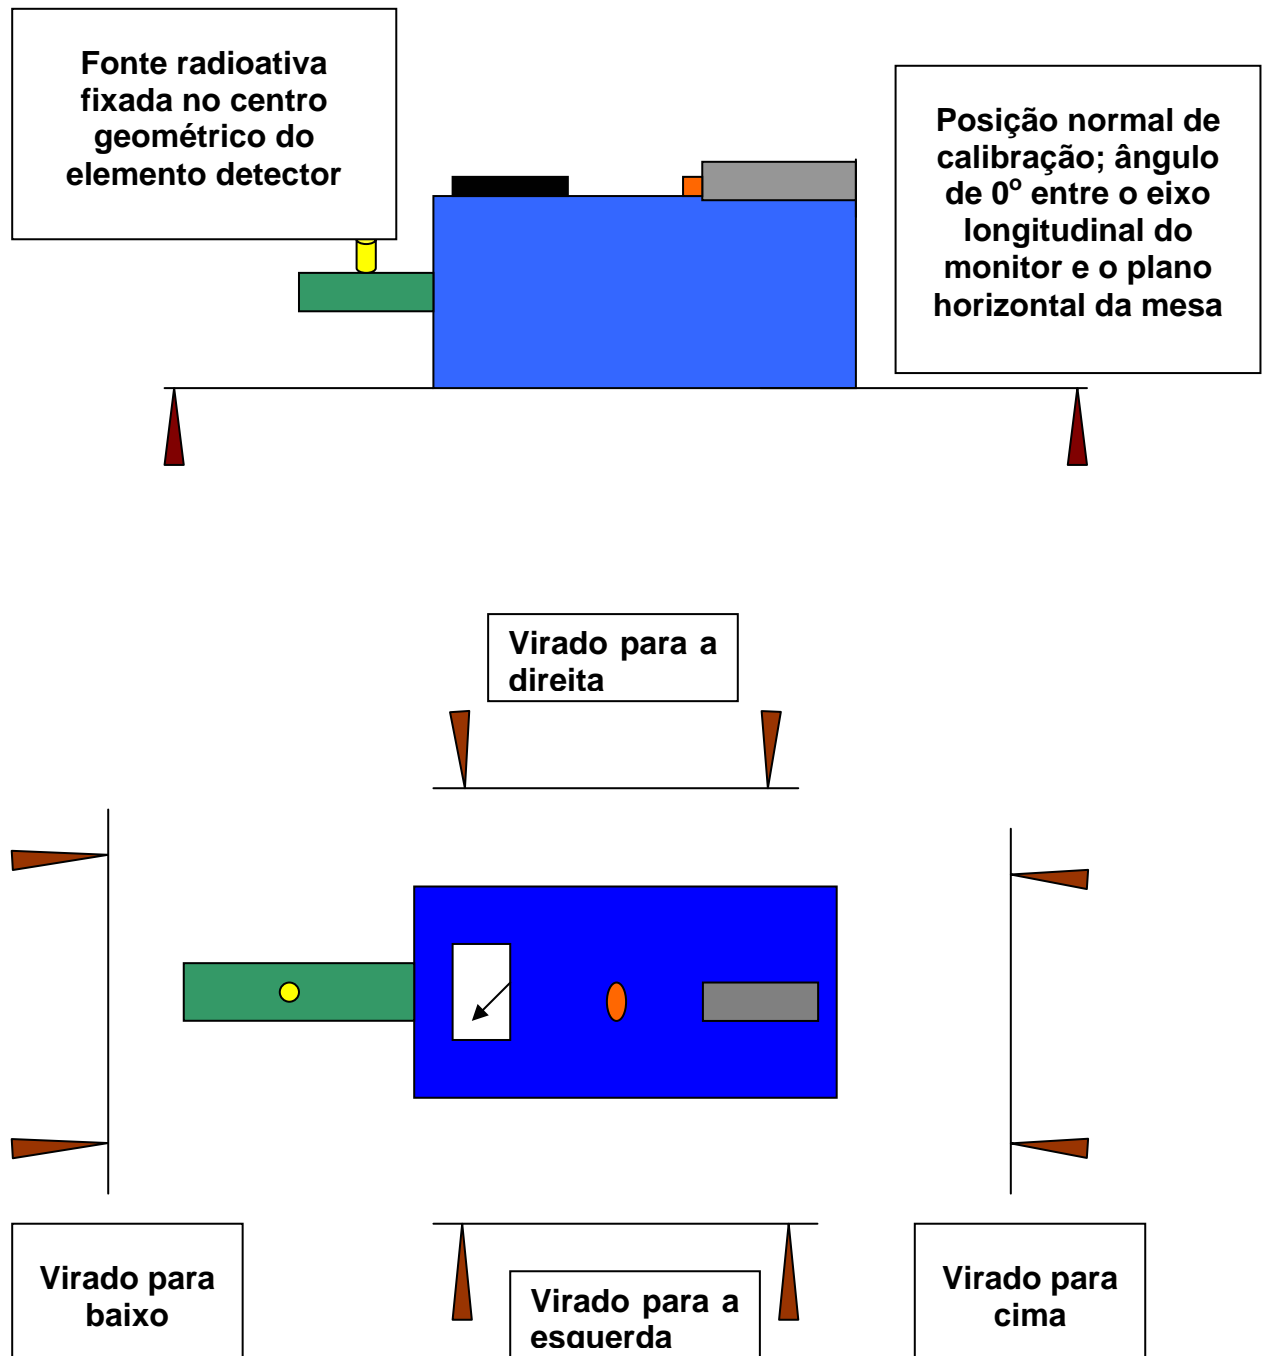 Fonte radioativa
fixada no centro
geométrico do
elemento detector
Posição normal de
calibração; ângulo
de 0º entre o eixo
longitudinal do
monitor e o plano
horizontal da mesa
Virado para a
direita
Virado para
baixo
Virado para a
esquerda
Virado para
cima